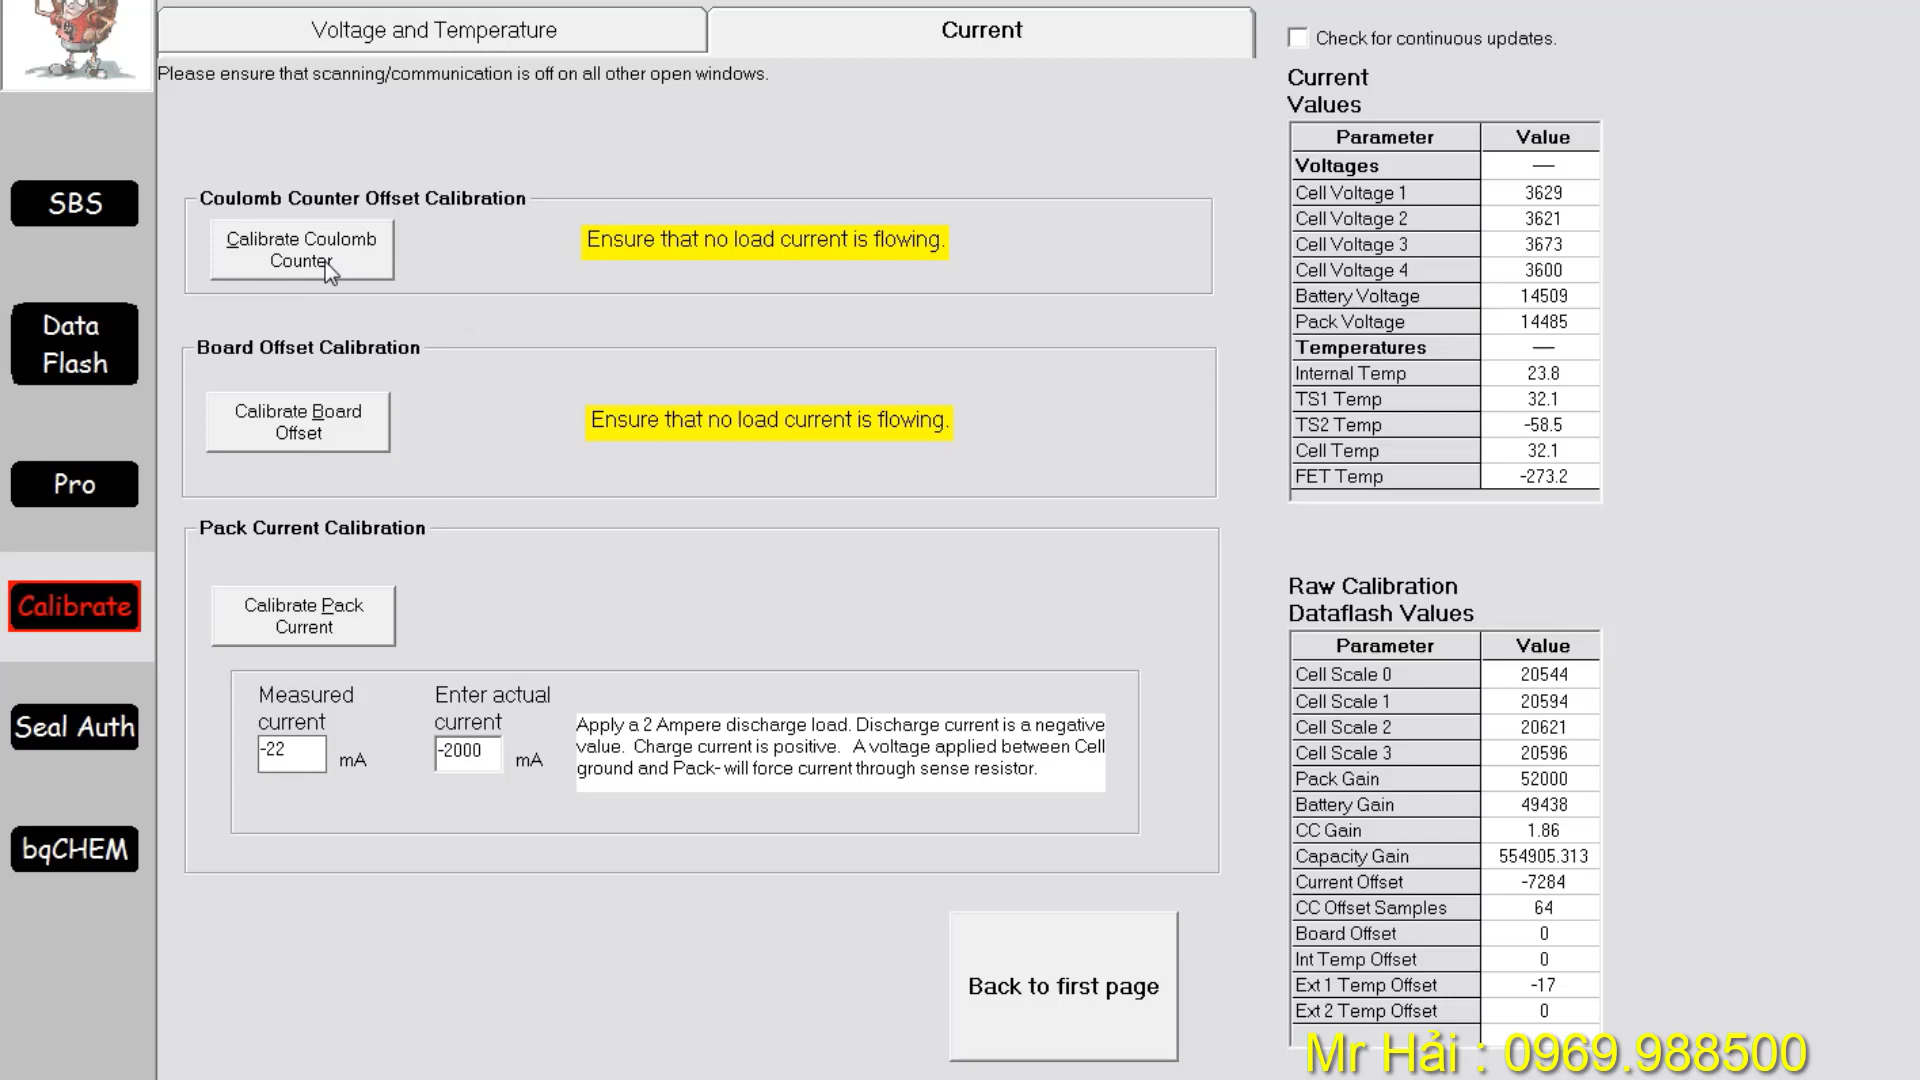 Voltage and Temperature
Current
Please ensure that scanning/communication is off on all other open windows.
SBS
Data
Flash
Pro
Calibrate
Seal Auth
bqCHEM
Coulomb Counter Offset Calibration
Calibrate Coulomb
Counter
Ensure that no load current is flowing.
Board Offset Calibration
Calibrate Board
Offset
Ensure that no load current is flowing.
Pack Current Calibration
Calibrate Pack
Current
Measured
current
-22 mA
Enter actual
current
-2000 mA
Apply a 2 Ampere discharge load. Discharge current is a negative
value. Charge current is positive. A voltage applied between Cell
ground and Pack- will force current through sense resistor.
Back to first page
Check for continuous updates.
Current
Values
Parameter Value
Voltages —
Cell Voltage 1 3629
Cell Voltage 2 3621
Cell Voltage 3 3673
Cell Voltage 4 3600
Battery Voltage 14509
Pack Voltage 14485
Temperatures —
Internal Temp 23.8
TS1 Temp 32.1
TS2 Temp -58.5
Cell Temp 32.1
FET Temp -273.2
Raw Calibration
Dataflash Values
Parameter Value
Cell Scale 0 20544
Cell Scale 1 20594
Cell Scale 2 20621
Cell Scale 3 20596
Pack Gain 52000
Battery Gain 49438
CC Gain 1.86
Capacity Gain 554905.313
Current Offset -7284
CC Offset Samples 64
Board Offset 0
Int Temp Offset 0
Ext 1 Temp Offset -17
Ext 2 Temp Offset 0
Mr Hải : 0969.988500